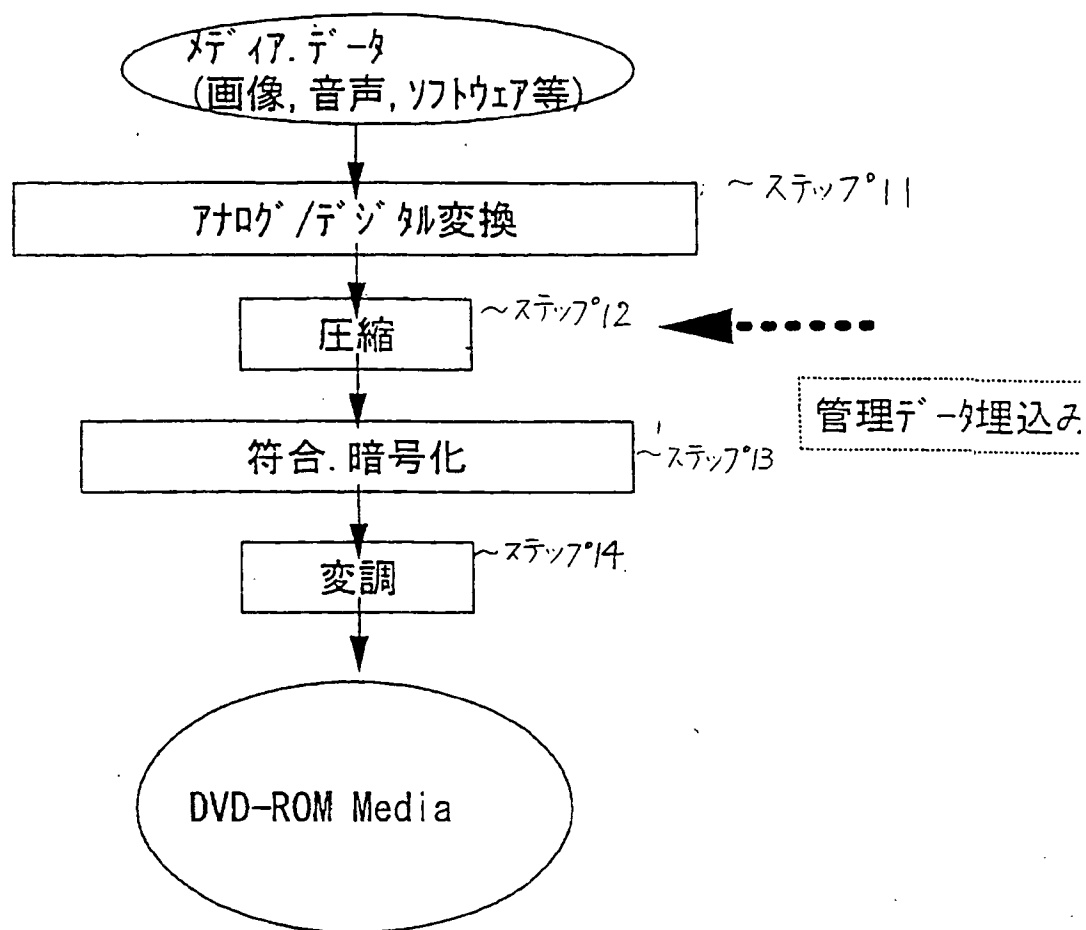 メディア.データ
(画像,音声,ソフトウェア等)
～ステップ11
アナログ/デジタル変換
～ステップ12
圧縮
管理データ埋込み
符合.暗号化
～ステップ13
～ステップ14
変調
DVD-ROM Media